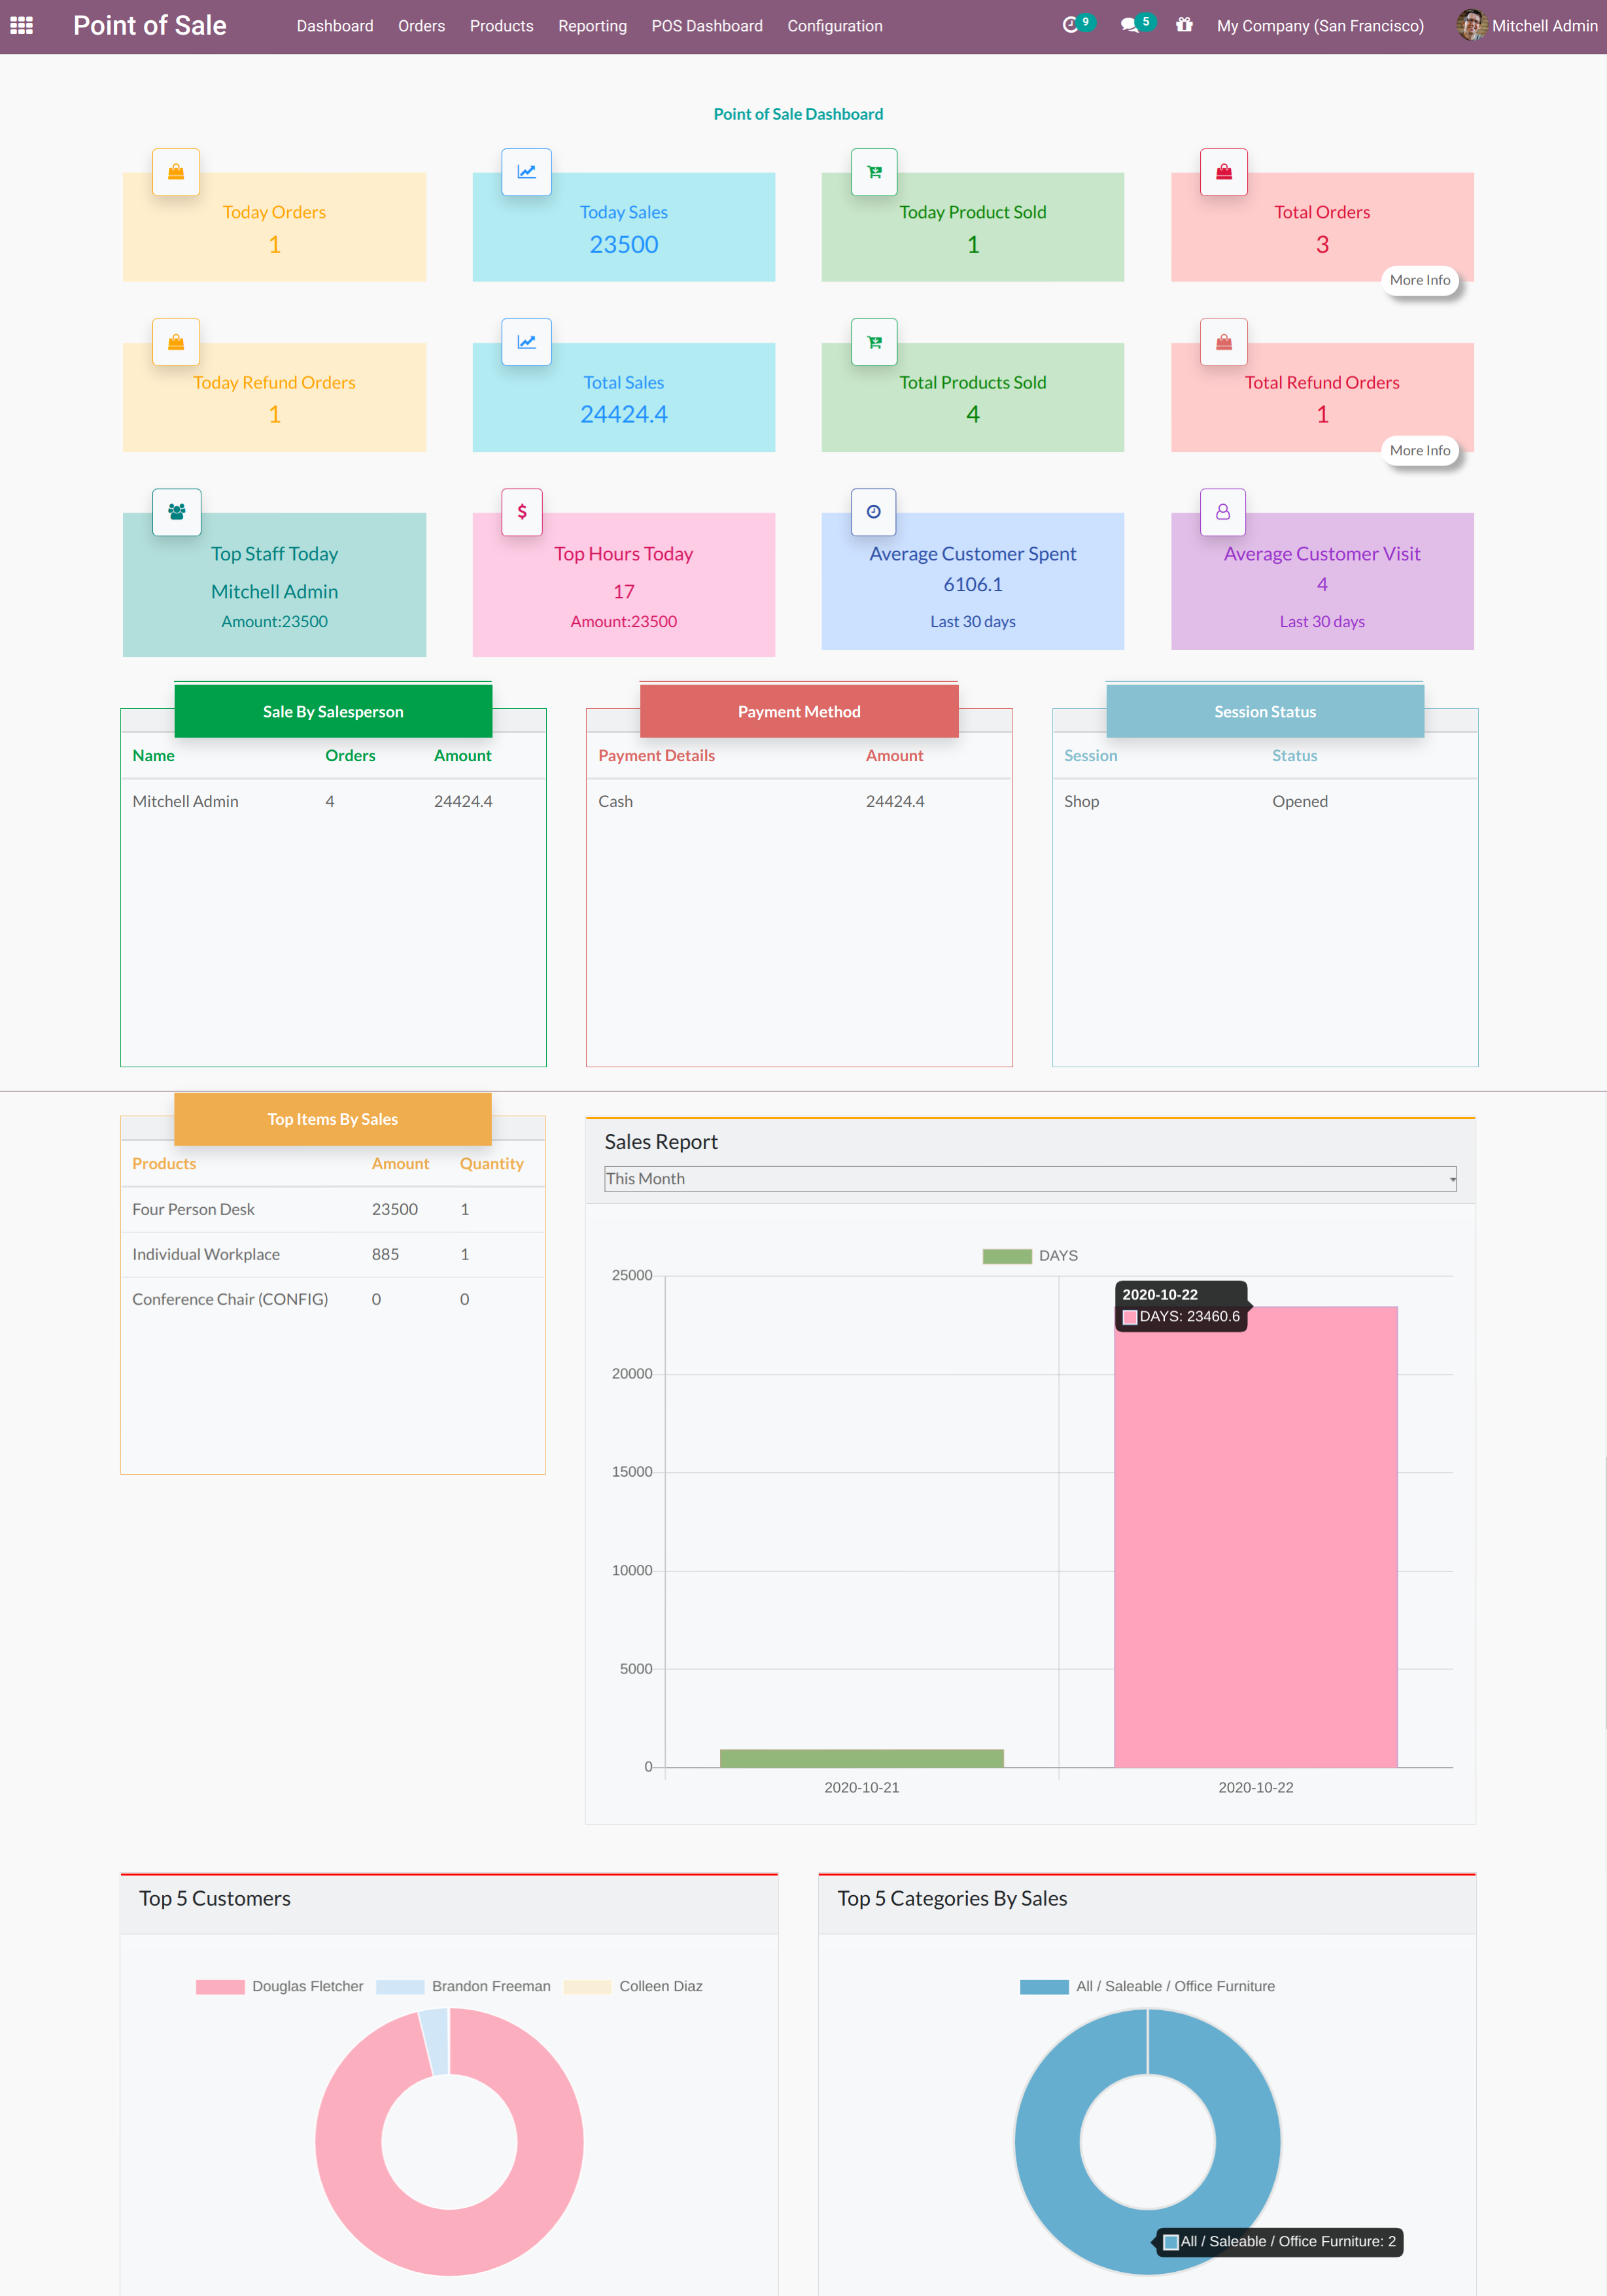 Point of Sale Dashboard Orders Products Reporting POS Dashboard Configuration 9 5 My Company (San Francisco) Mitchell Admin
Point of Sale Dashboard
Today Orders
1
Today Sales
23500
Today Product Sold
1
Total Orders
3
More Info
Today Refund Orders
1
Total Sales
24424.4
Total Products Sold
4
Total Refund Orders
1
More Info
Top Staff Today
Mitchell Admin
Amount:23500
$
Top Hours Today
17
Amount:23500
Average Customer Spent
6106.1
Last 30 days
Average Customer Visit
4
Last 30 days
Sale By Salesperson
Name Orders Amount
Mitchell Admin 4 24424.4
Payment Method
Payment Details Amount
Cash 24424.4
Session Status
Session Status
Shop Opened
Top Items By Sales
Products Amount Quantity
Four Person Desk 23500 1
Individual Workplace 885 1
Conference Chair (CONFIG) 0 0
Sales Report
This Month
DAYS
25000
2020-10-22
DAYS: 23460.6
20000
15000
10000
5000
0
2020-10-21 2020-10-22
Top 5 Customers
Douglas Fletcher Brandon Freeman Colleen Diaz
Top 5 Categories By Sales
All / Saleable / Office Furniture
All / Saleable / Office Furniture: 2